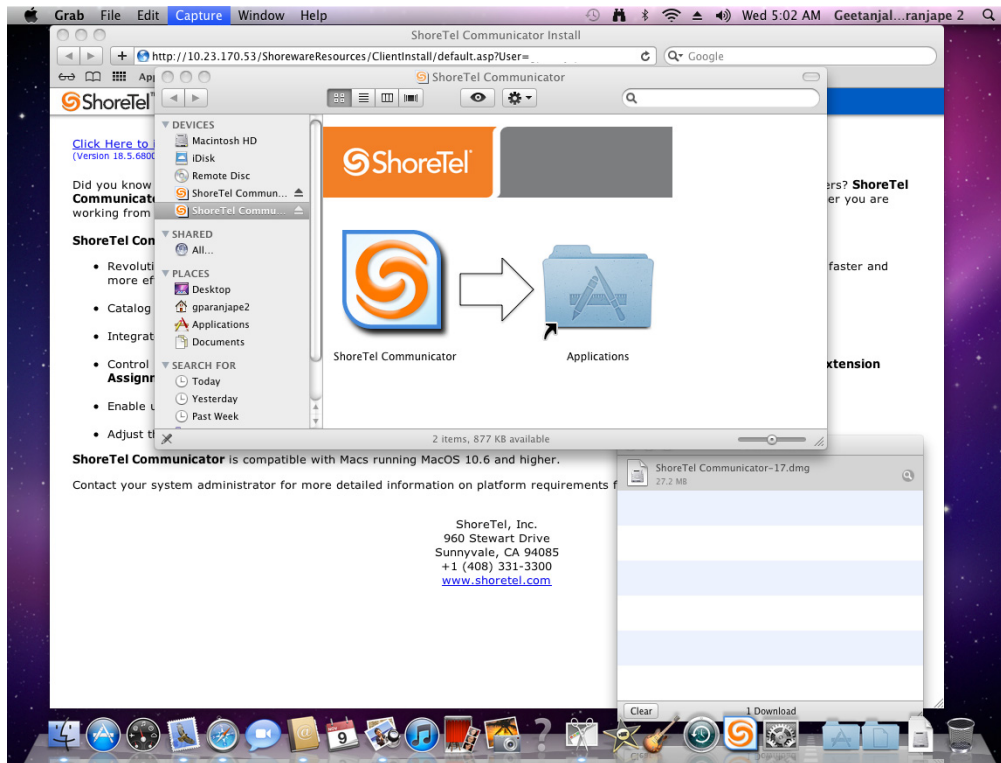 Grab File Edit Capture Window Help
Wed 5:02 AM Geetanjal...ranjape 2
ShoreTel Communicator Install
http://10.23.170.53/ShorewareResources/ClientInstall/default.asp?User=
Google
ShoreTel
ShoreTel Communicator
DEVICES
Macintosh HD
iDisk
Remote Disc
ShoreTel Commun...
ShoreTel Commu...
SHARED
All...
PLACES
Desktop
gparanjape2
Applications
Documents
SEARCH FOR
Today
Yesterday
Past Week
ShoreTel
ShoreTel Communicator
Applications
2 items, 877 KB available
Click Here to
(Version 18.5.6800
Did you know ers? ShoreTel
Communicat er you are
working from
ShoreTel Con
• Revoluti faster and
more ef
• Catalog
• Integrat
• Control xtension
Assignn
• Enable u
• Adjust th
ShoreTel Communicator is compatible with Macs running MacOS 10.6 and higher.
Contact your system administrator for more detailed information on platform requirements f
ShoreTel, Inc.
960 Stewart Drive
Sunnyvale, CA 94085
+1 (408) 331-3300
www.shoretel.com
ShoreTel Communicator-17.dmg
27.2 MB
Clear
1 Download
9